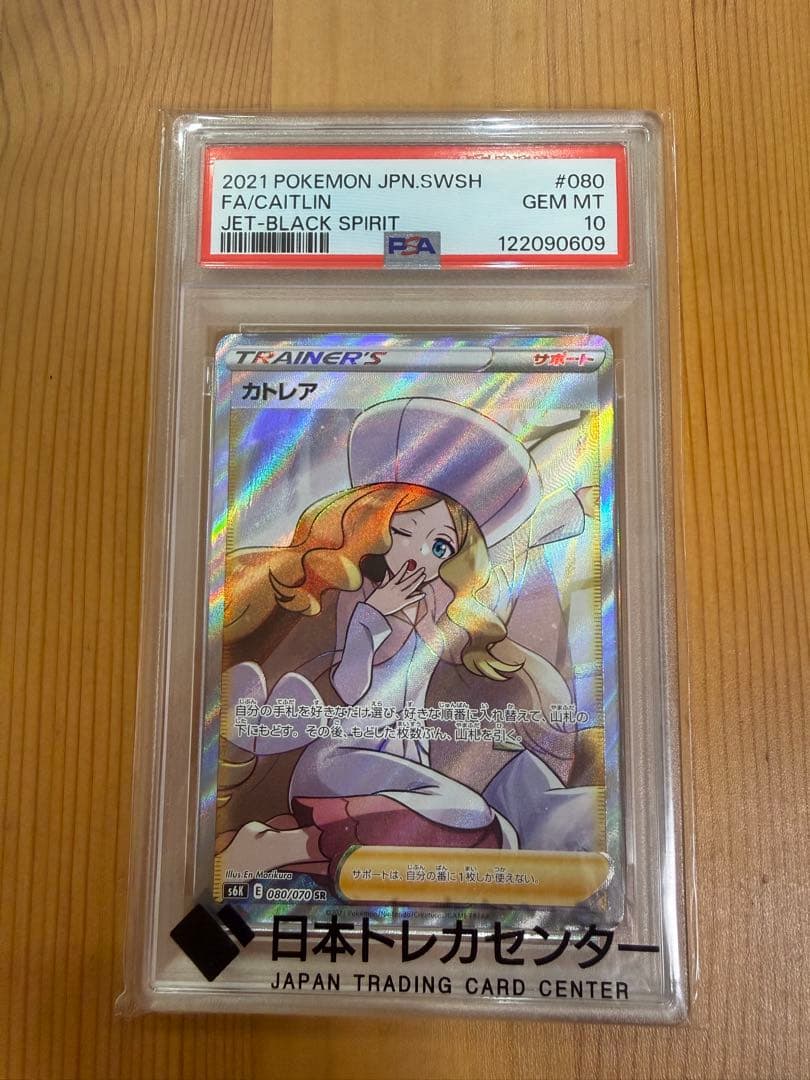 2021 POKEMON JPN.SWSH #080
FA/CAITLIN GEM MT
JET-BLACK SPIRIT 10
PSA 122090609
TRAINER'S サポート
カトレア
自分の手札を好きなだけ選び、好きな順番に入れ替えて、山札の
下にもどす。その後、もどした枚数ぶん、山札を引く。
サポートは、自分の番に1枚しか使えない。
Illus. En Morikura
s6K E 080/070 SR
日本トレカセンター
JAPAN TRADING CARD CENTER